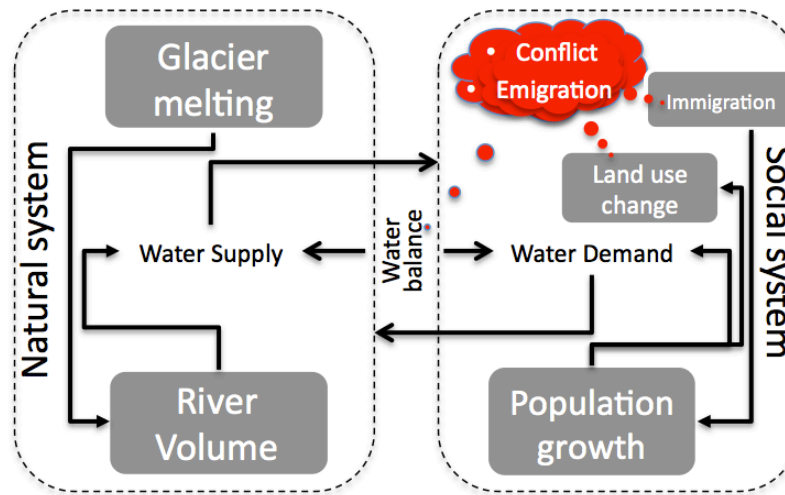 Natural system
Glacier
melting
Water Supply
River
Volume
Water
balance
• Conflict
• Emigration
Immigration
Land use
change
Water Demand
Population
growth
Social system